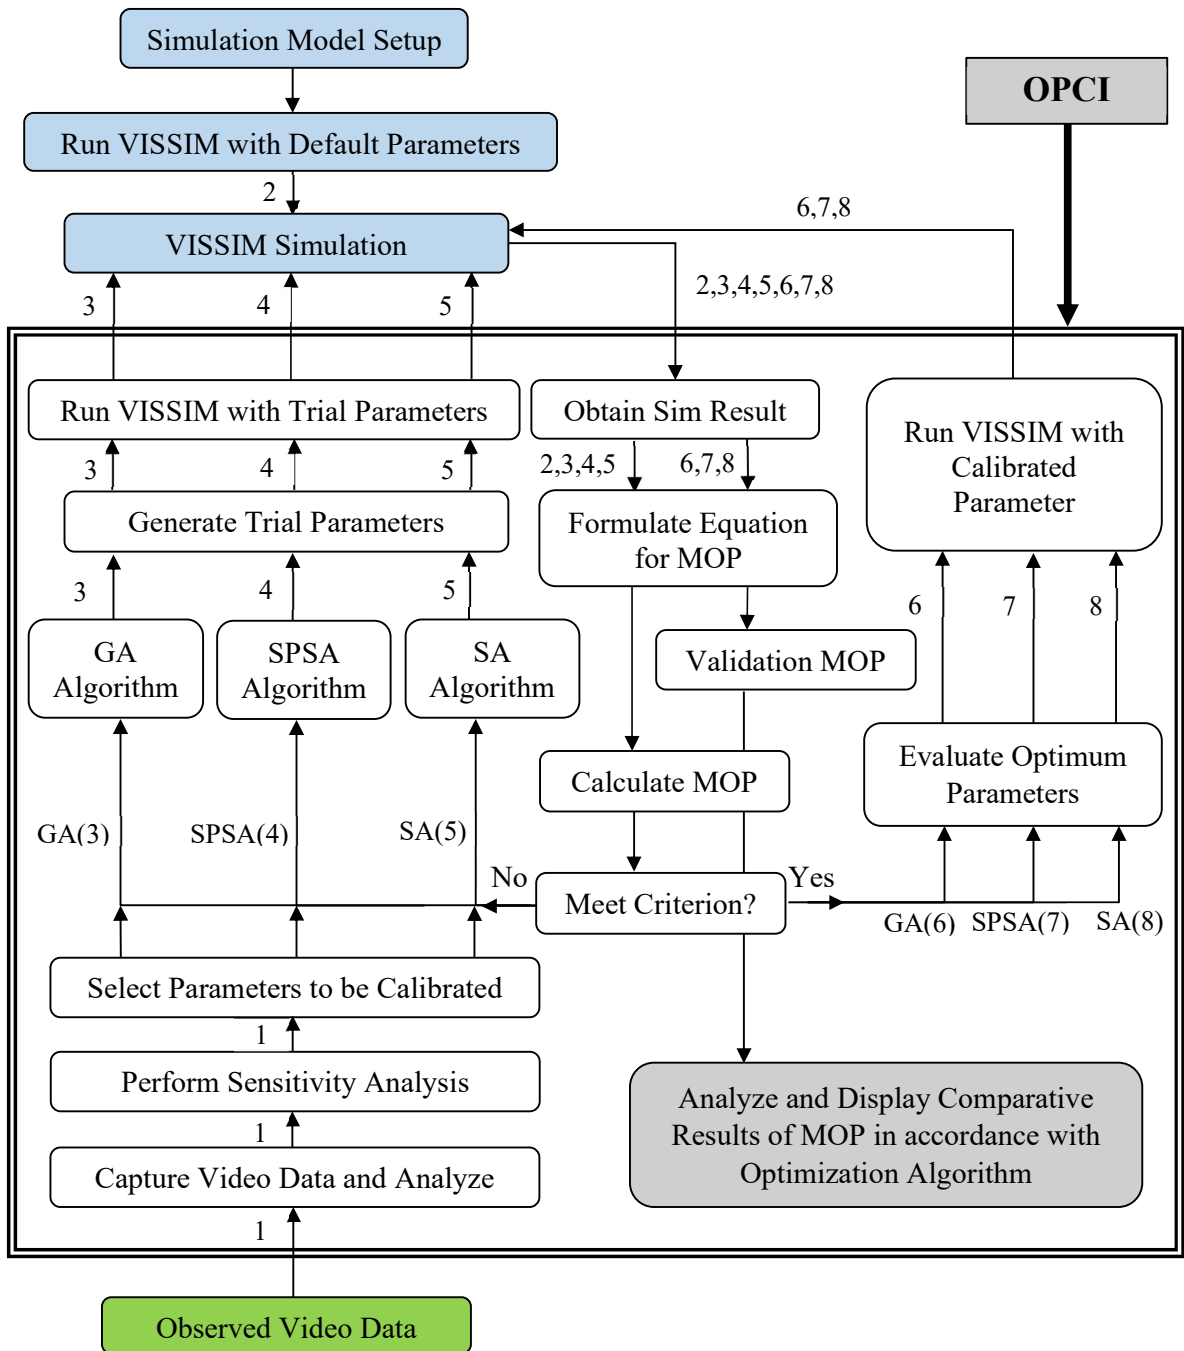 Simulation Model Setup
OPCI
Run VISSIM with Default Parameters
2
6,7,8
VISSIM Simulation
2,3,4,5,6,7,8
3
4
5
Run VISSIM with Trial Parameters
Obtain Sim Result
Run VISSIM with
Calibrated
Parameter
3
4
5
2,3,4,5
6,7,8
Generate Trial Parameters
Formulate Equation
for MOP
3
4
5
6
7
8
GA
Algorithm
SPSA
Algorithm
SA
Algorithm
Validation MOP
Calculate MOP
Evaluate Optimum
Parameters
GA(3)
SPSA(4)
SA(5)
No
Meet Criterion?
Yes
GA(6)
SPSA(7)
SA(8)
Select Parameters to be Calibrated
1
Perform Sensitivity Analysis
1
Capture Video Data and Analyze
1
Analyze and Display Comparative
Results of MOP in accordance with
Optimization Algorithm
Observed Video Data